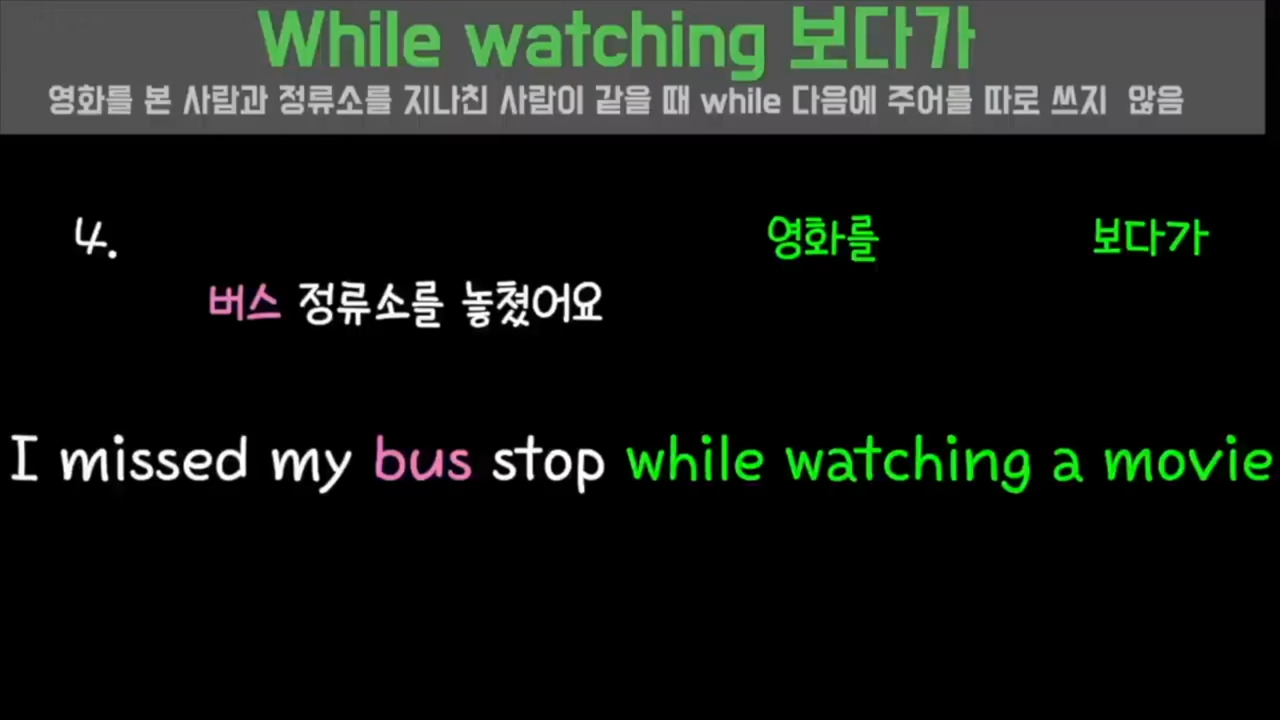 While watching 보다가
영화를 본 사람과 정류소를 지나친 사람이 같을 때 while 다음에 주어를 따로 쓰지 않음
4. 영화를 보다가
버스 정류소를 놓쳤어요
I missed my bus stop while watching a movie